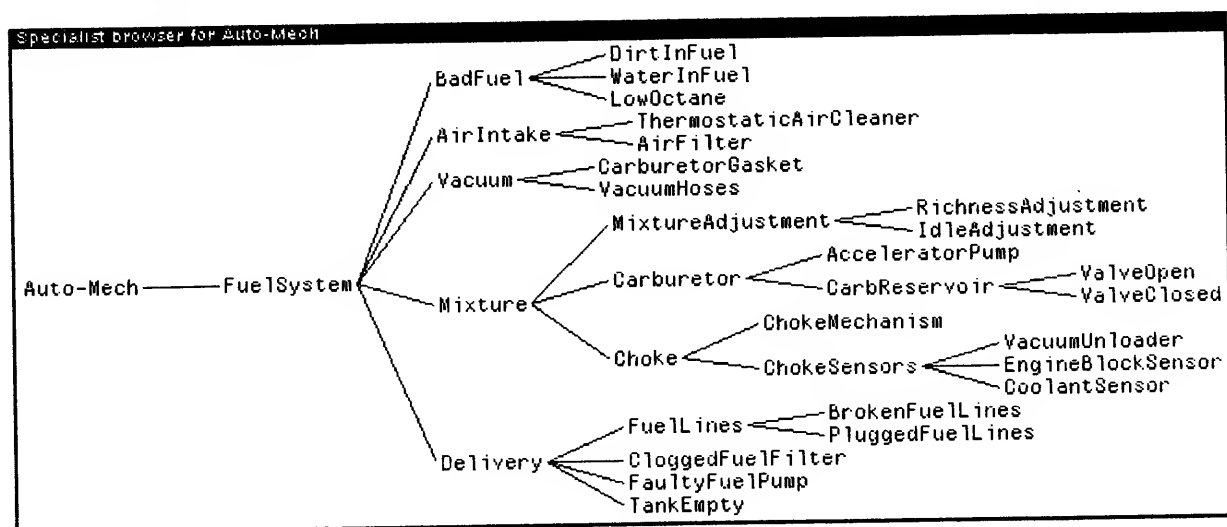 Specialist browser for Auto-Mech
DirtInFuel
BadFuel
WaterInFuel
LowOctane
ThermostaticAirCleaner
AirIntake
AirFilter
CarburetorGasket
Vacuum
VacuumHoses
RichnessAdjustment
MixtureAdjustment
IdleAdjustment
AcceleratorPump
Carburetor
ValveOpen
CarbReservoir
ValveClosed
Auto-Mech
FuelSystem
Mixture
ChokeMechanism
Choke
VacuumUnloader
ChokeSensors
EngineBlockSensor
CoolantSensor
BrokenFuelLines
FuelLines
PluggedFuelLines
Delivery
CloggedFuelFilter
FaultyFuelPump
TankEmpty